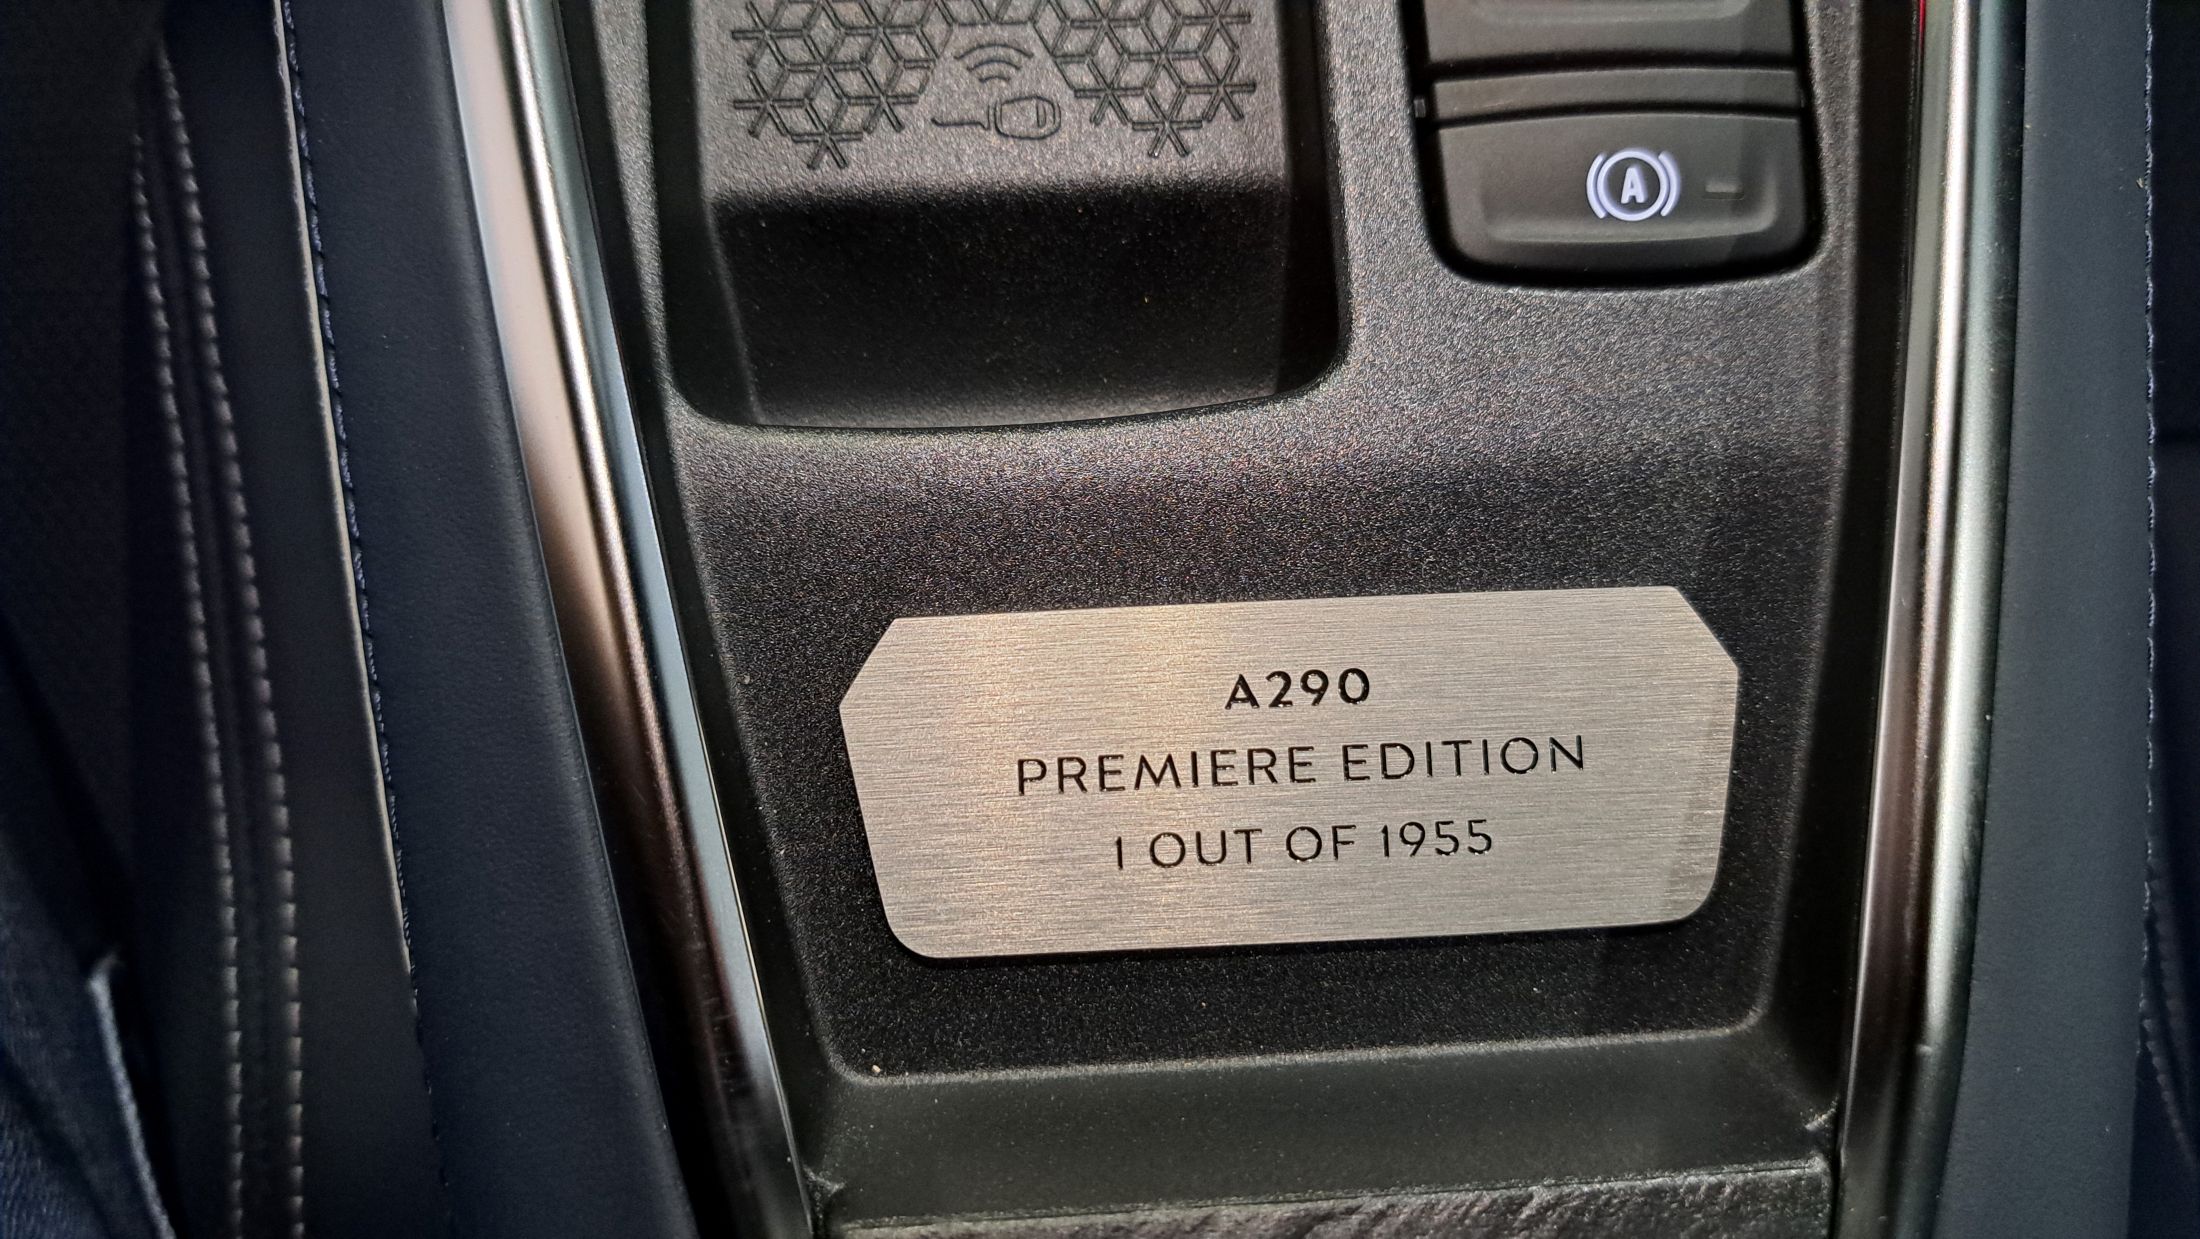 A
A290
PREMIERE EDITION
1 OUT OF 1955